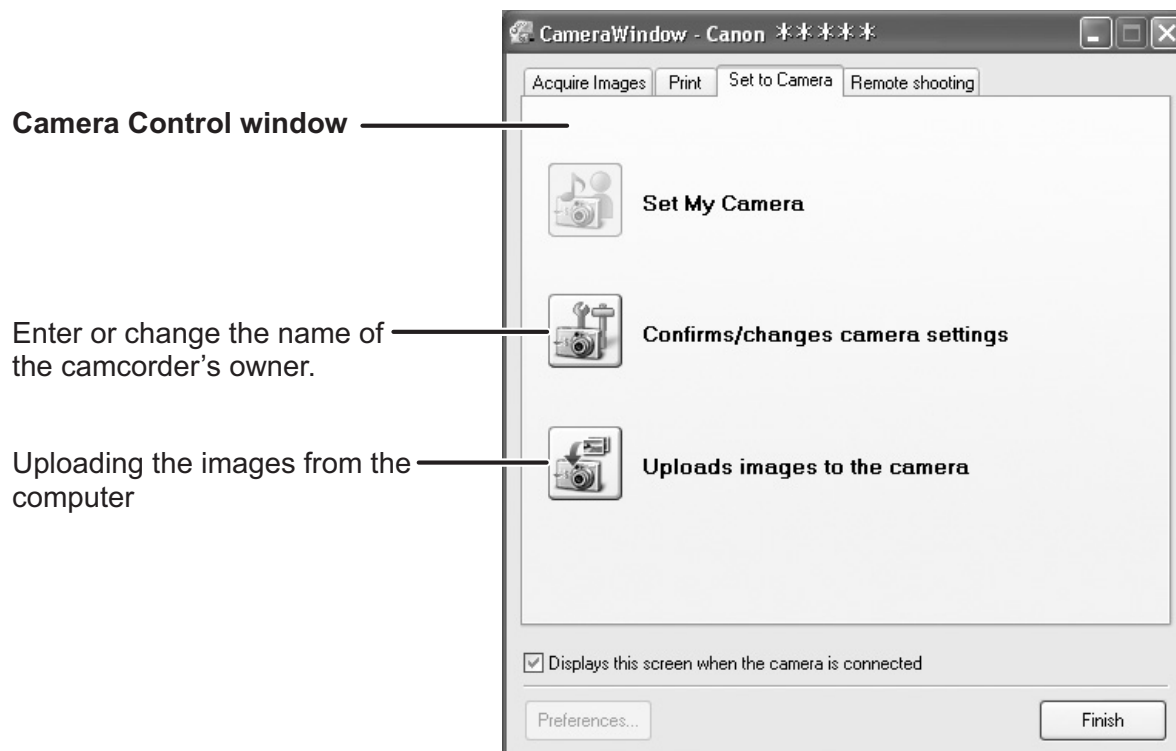 CameraWindow - Canon *****
Acquire Images Print Set to Camera Remote shooting
Camera Control window
Set My Camera
Enter or change the name of
the camcorder’s owner.
Confirms/changes camera settings
Uploading the images from the
computer
Uploads images to the camera
Displays this screen when the camera is connected
Preferences...
Finish